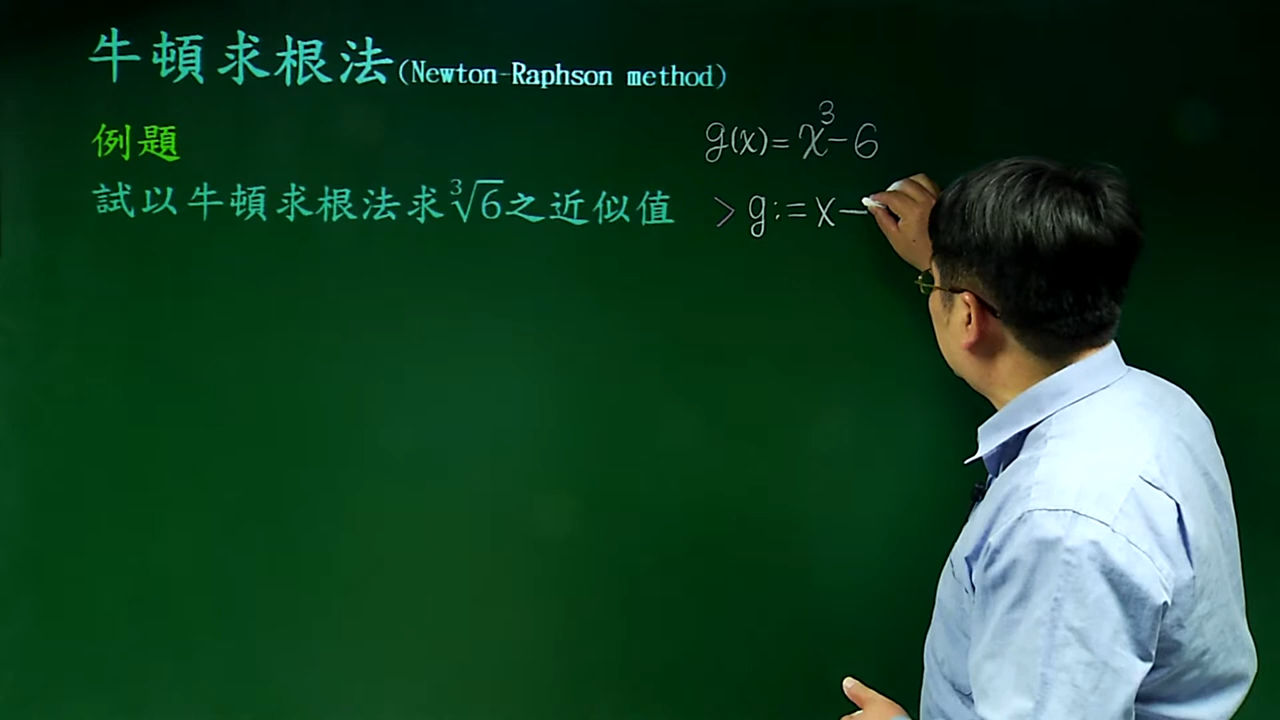 牛頓求根法(Newton-Raphson method)
例題
試以牛頓求根法求∛6之近似值
g(x)=x³-6
> g:=x-